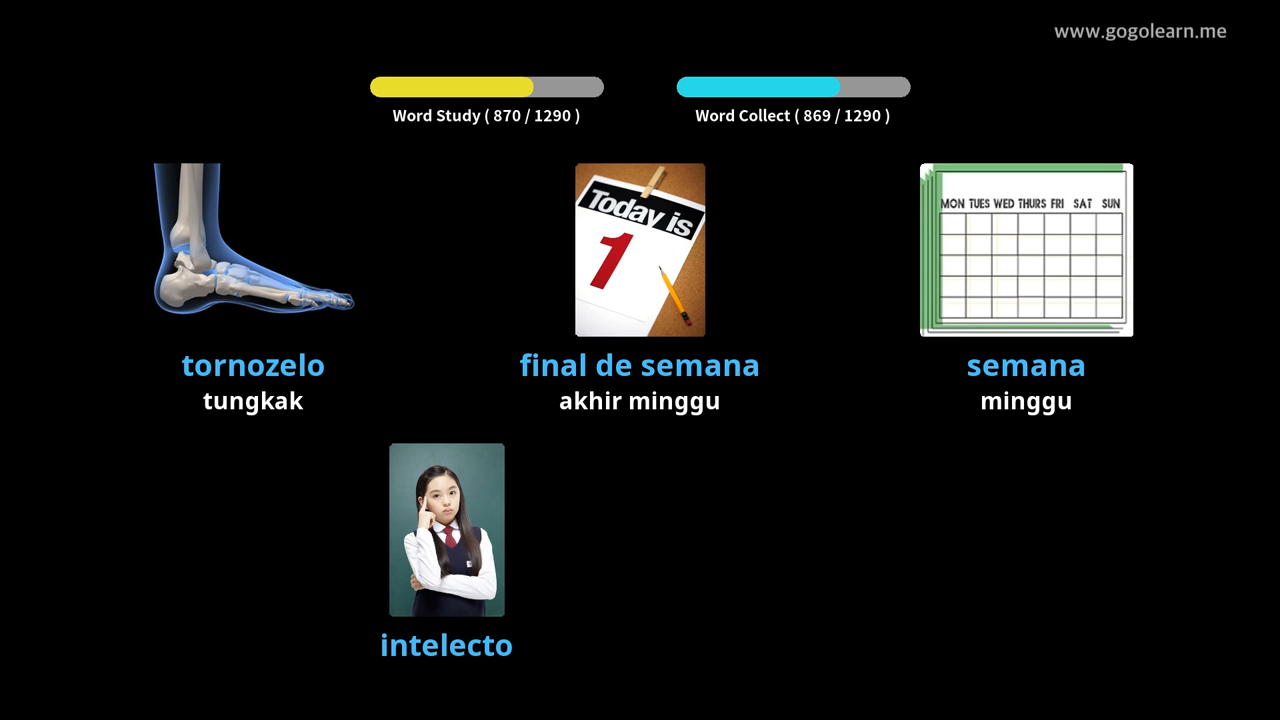 www.gogolearn.me
Word Study ( 870 / 1290 )
Word Collect ( 869 / 1290 )
Today is
1
MON TUES WED THURS FRI SAT SUN
tornozelo
final de semana
semana
tungkak
akhir minggu
minggu
intelecto